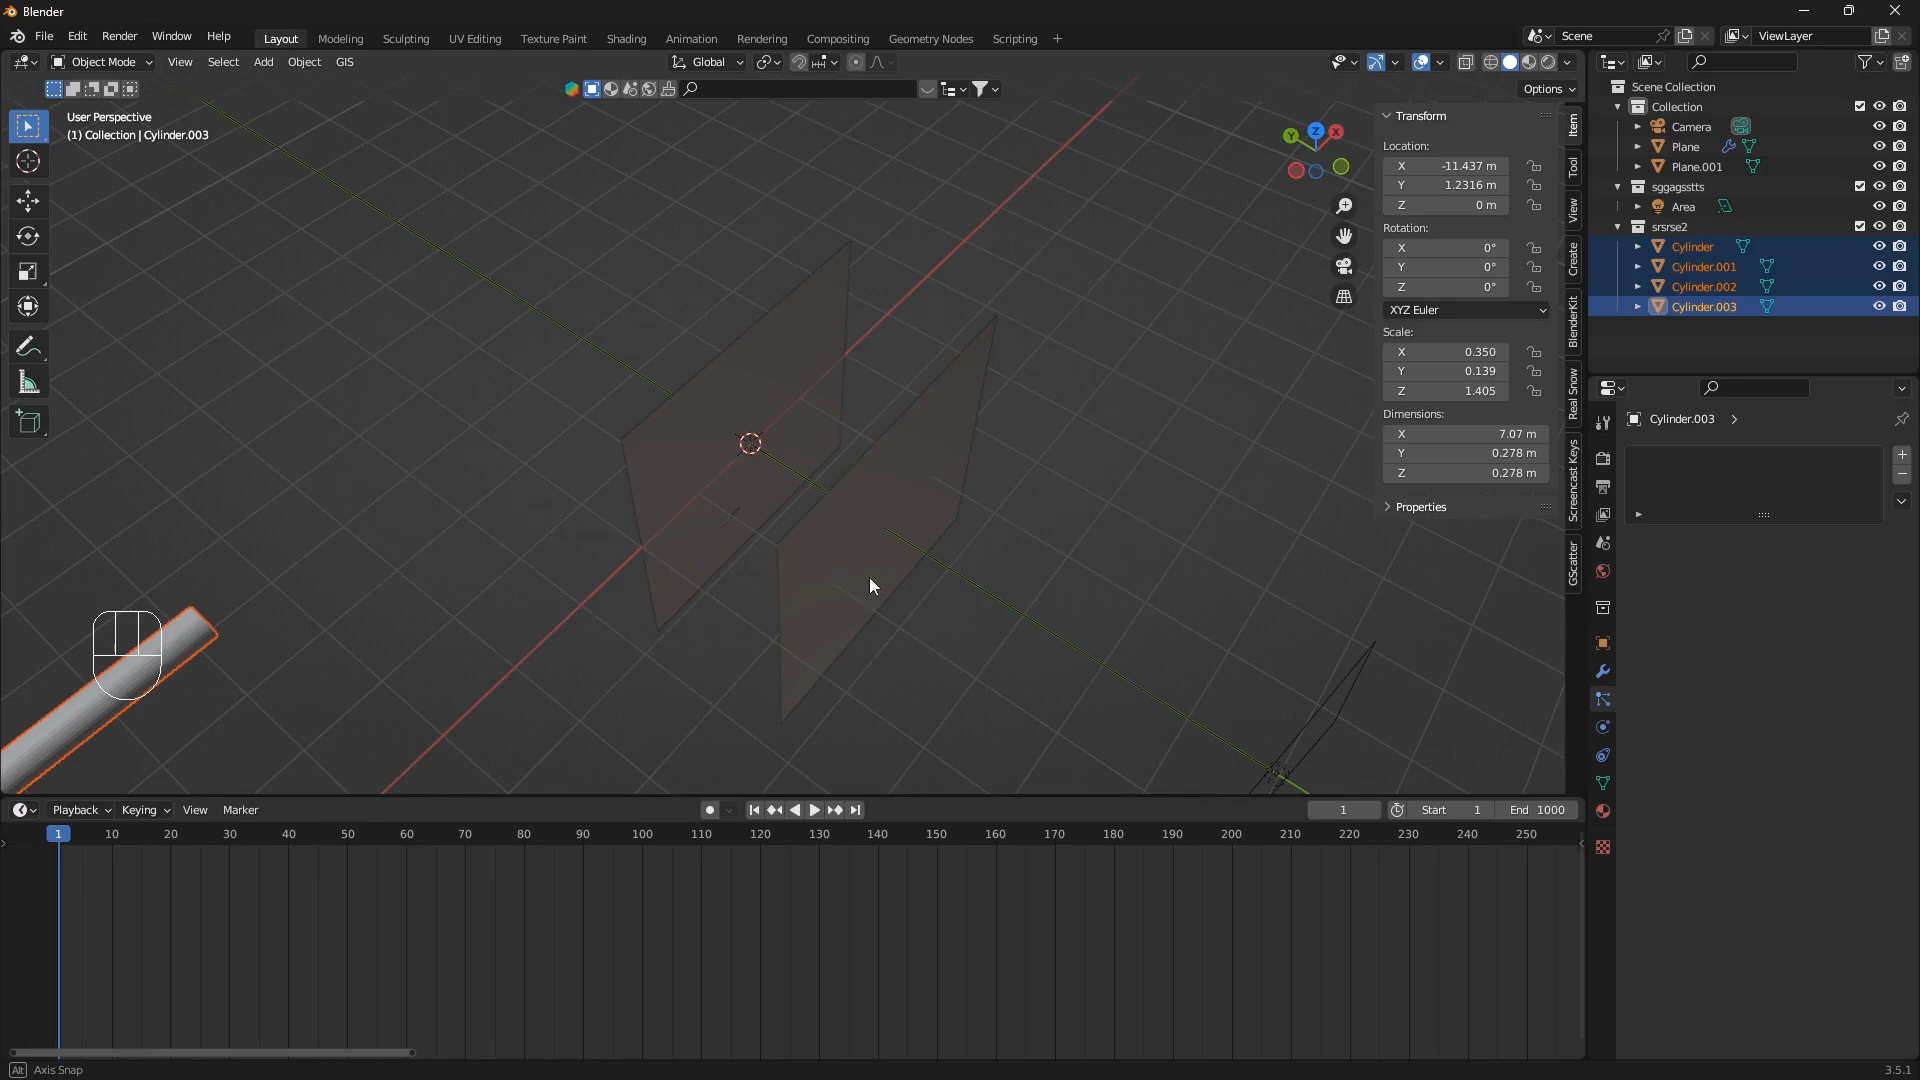 Blender
File Edit Render Window Help Layout Modeling Sculpting UV Editing Texture Paint Shading Animation Rendering Compositing Geometry Nodes Scripting + Scene ViewLayer
Object Mode View Select Add Object GIS Global
Options
User Perspective
(1) Collection | Cylinder.003
Z
Y
X
Transform
Location:
X -11.437 m
Y 1.2316 m
Z 0 m
Rotation:
X 0°
Y 0°
Z 0°
XYZ Euler
Scale:
X 0.350
Y 0.139
Z 1.405
Dimensions:
X 7.07 m
Y 0.278 m
Z 0.278 m
Properties
Item
Tool
View
Create
BlenderKit
Real Snow
Screencast Keys
GScatter
Scene Collection
Collection
Camera
Plane
Plane.001
sggagsstts
Area
srsrse2
Cylinder
Cylinder.001
Cylinder.002
Cylinder.003
Cylinder.003
Playback Keying View Marker 1 Start 1 End 1000
1 10 20 30 40 50 60 70 80 90 100 110 120 130 140 150 160 170 180 190 200 210 220 230 240 250
Alt Axis Snap 3.5.1